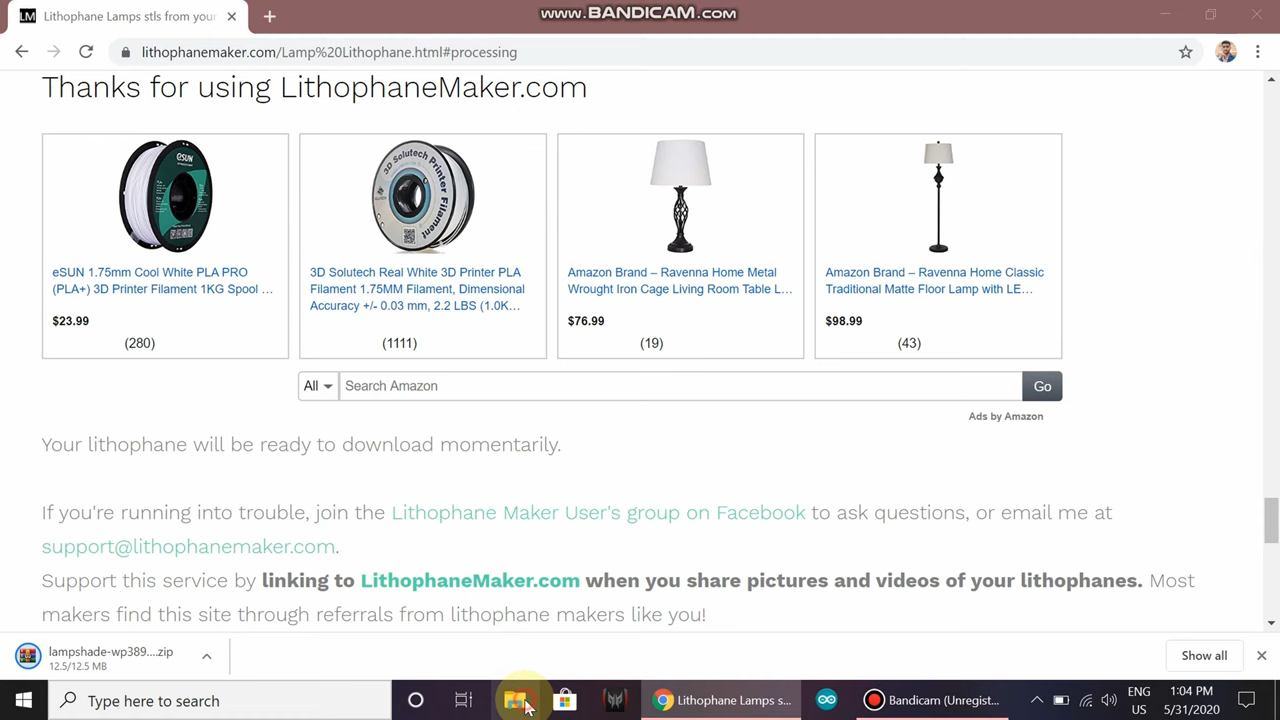 www.BANDICAM.com
LM Lithophane Lamps stls from your
lithophanemaker.com/Lamp%20Lithophane.html#processing
Thanks for using LithophaneMaker.com
eSUN 1.75mm Cool White PLA PRO
(PLA+) 3D Printer Filament 1KG Spool ...
$23.99
(280)
3D Solutech Real White 3D Printer PLA
Filament 1.75MM Filament, Dimensional
Accuracy +/- 0.03 mm, 2.2 LBS (1.0K...
(1111)
Amazon Brand – Ravenna Home Metal
Wrought Iron Cage Living Room Table L...
$76.99
(19)
Amazon Brand – Ravenna Home Classic
Traditional Matte Floor Lamp with LE...
$98.99
(43)
All Search Amazon Go
Ads by Amazon
Your lithophane will be ready to download momentarily.
If you're running into trouble, join the Lithophane Maker User's group on Facebook to ask questions, or email me at
support@lithophanemaker.com.
Support this service by linking to LithophaneMaker.com when you share pictures and videos of your lithophanes. Most
makers find this site through referrals from lithophane makers like you!
lampshade-wp389....zip
12.5/12.5 MB
Show all
Type here to search
Lithophane Lamps s...
Bandicam (Unregist...
ENG
US
1:04 PM
5/31/2020